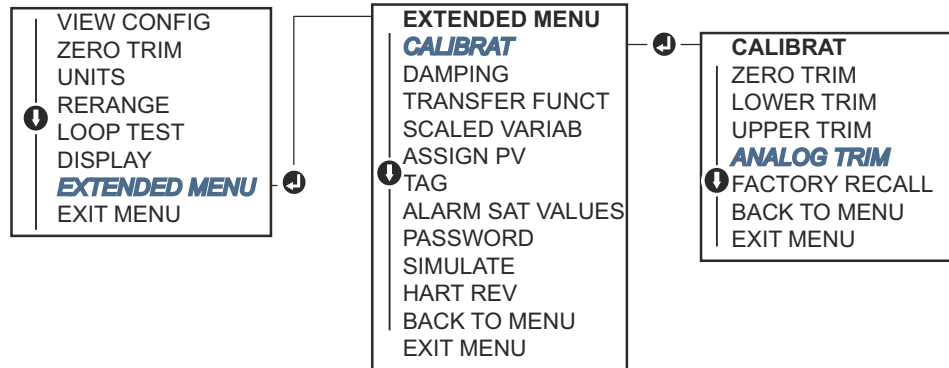 VIEW CONFIG
ZERO TRIM
UNITS
RERANGE
LOOP TEST
DISPLAY
EXTENDED MENU
EXIT MENU
EXTENDED MENU
CALIBRAT
DAMPING
TRANSFER FUNCT
SCALED VARIAB
ASSIGN PV
TAG
ALARM SAT VALUES
PASSWORD
SIMULATE
HART REV
BACK TO MENU
EXIT MENU
CALIBRAT
ZERO TRIM
LOWER TRIM
UPPER TRIM
ANALOG TRIM
FACTORY RECALL
BACK TO MENU
EXIT MENU